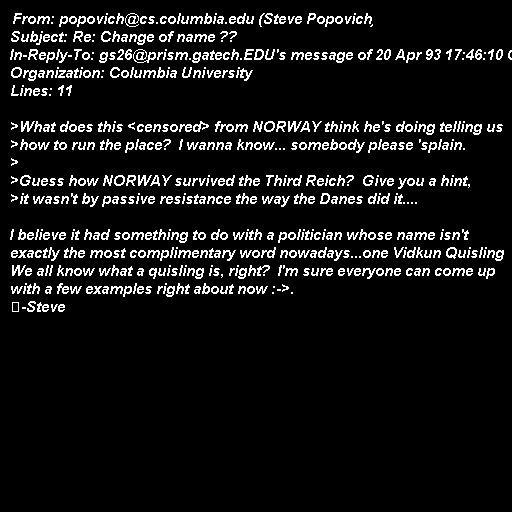 From: popovich@cs.columbia.edu (Steve Popovich)
Subject: Re: Change of name ??
In-Reply-To: gs26@prism.gatech.EDU's message of 20 Apr 93 17:46:10
Organization: Columbia University
Lines: 11

>What does this <censored> from NORWAY think he's doing telling us
>how to run the place?  I wanna know... somebody please 'splain.
>
>Guess how NORWAY survived the Third Reich?  Give you a hint,
>it wasn't by passive resistance the way the Danes did it....

I believe it had something to do with a politician whose name isn't
exactly the most complimentary word nowadays...one Vidkun Quisling
We all know what a quisling is, right?  I'm sure everyone can come up
with a few examples right about now :->.
-Steve